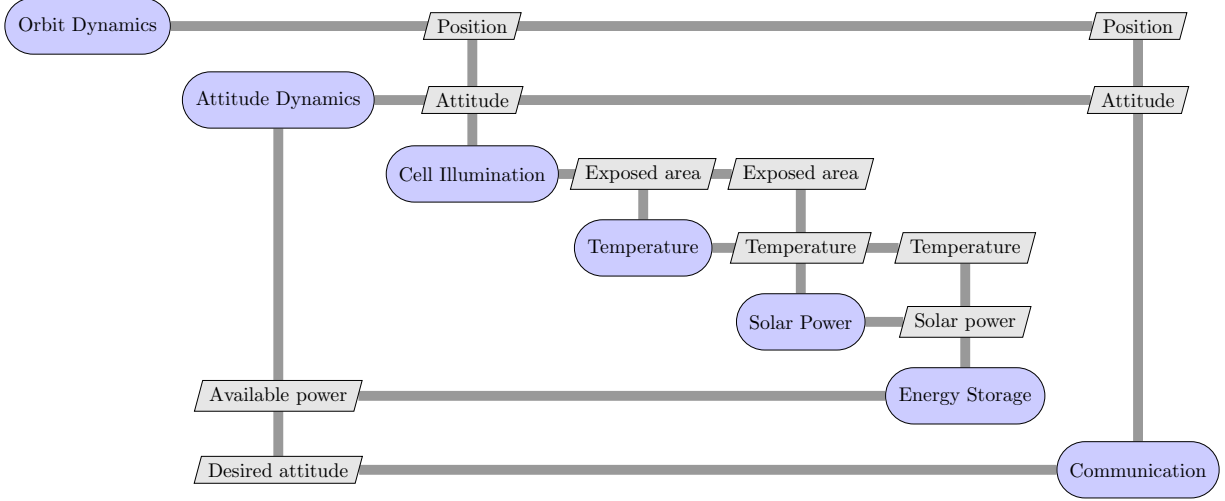 Orbit Dynamics
Position
Position
Attitude Dynamics
Attitude
Attitude
Cell Illumination
Exposed area
Exposed area
Temperature
Temperature
Temperature
Solar Power
Solar power
Available power
Energy Storage
Desired attitude
Communication